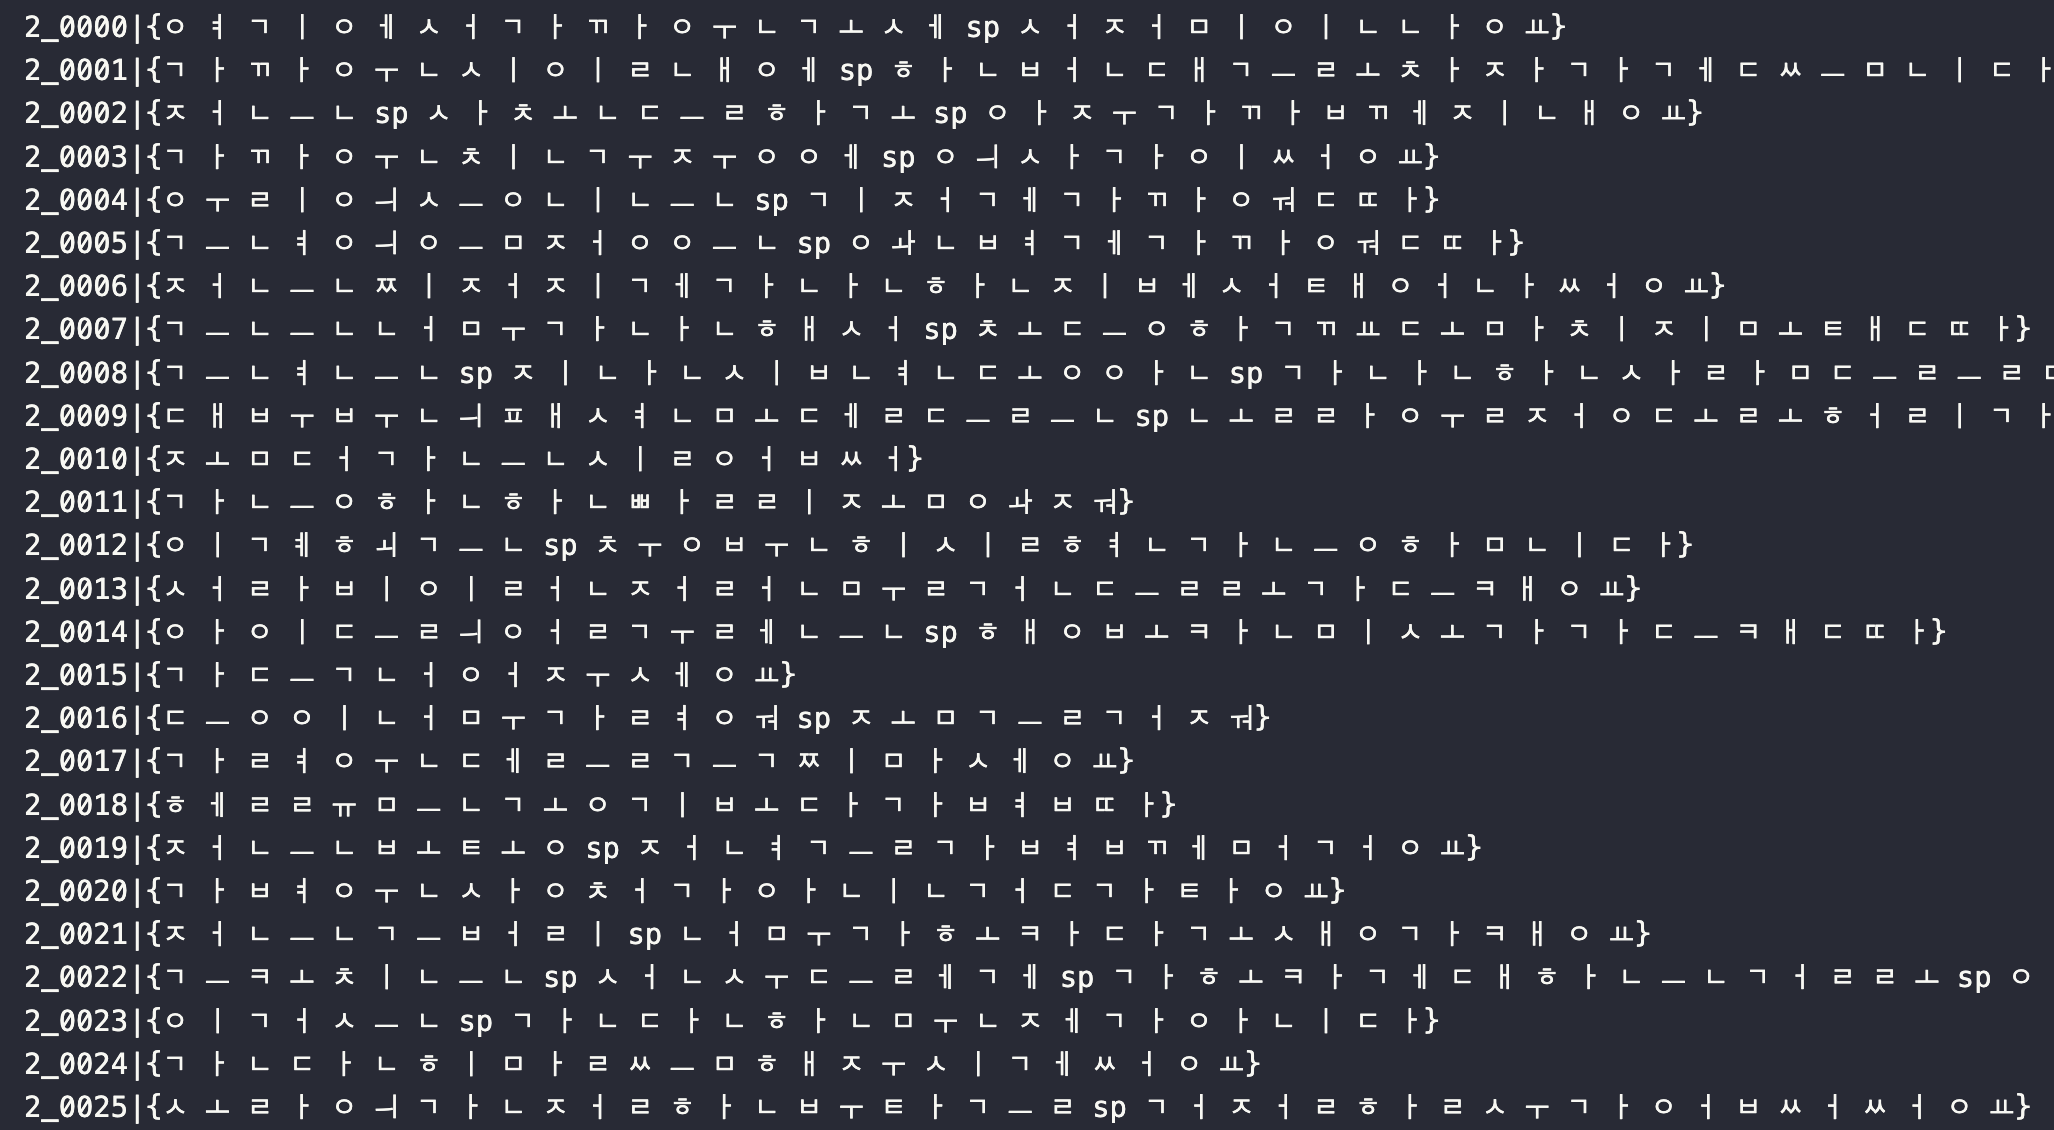 2_0000|{ㅇ ㅕ ㄱ ㅣ ㅇ ㅔ ㅅ ㅓ ㄱ ㅏ ㄲ ㅏ ㅇ ㅜ ㄴ ㄱ ㅗ ㅅ ㅔ sp ㅅ ㅓ ㅈ ㅓ ㅁ ㅣ ㅇ ㅣ ㄴ ㄴ ㅏ ㅇ ㅛ}
2_0001|{ㄱ ㅏ ㄲ ㅏ ㅇ ㅜ ㄴ ㅅ ㅣ ㅇ ㅣ ㄹ ㄴ ㅐ ㅇ ㅔ sp ㅎ ㅏ ㄴ ㅂ ㅓ ㄴ ㄷ ㅐ ㄱ ㅡ ㄹ ㅗ ㅊ ㅏ ㅈ ㅏ ㄱ ㅏ ㄱ ㅔ ㄷ ㅆ ㅡ ㅁ ㄴ ㅣ ㄷ ㅏ
2_0002|{ㅈ ㅓ ㄴ ㅡ ㄴ sp ㅅ ㅏ ㅊ ㅗ ㄴ ㄷ ㅡ ㄹ ㅎ ㅏ ㄱ ㅗ sp ㅇ ㅏ ㅈ ㅜ ㄱ ㅏ ㄲ ㅏ ㅂ ㄲ ㅔ ㅈ ㅣ ㄴ ㅐ ㅇ ㅛ}
2_0003|{ㄱ ㅏ ㄲ ㅏ ㅇ ㅜ ㄴ ㅊ ㅣ ㄴ ㄱ ㅜ ㅈ ㅜ ㅇ ㅇ ㅔ sp ㅇ ㅢ ㅅ ㅏ ㄱ ㅏ ㅇ ㅣ ㅆ ㅓ ㅇ ㅛ}
2_0004|{ㅇ ㅜ ㄹ ㅣ ㅇ ㅢ ㅅ ㅡ ㅇ ㄴ ㅣ ㄴ ㅡ ㄴ sp ㄱ ㅣ ㅈ ㅓ ㄱ ㅔ ㄱ ㅏ ㄲ ㅏ ㅇ ㅝ ㄷ ㄸ ㅏ}
2_0005|{ㄱ ㅡ ㄴ ㅕ ㅇ ㅢ ㅇ ㅡ ㅁ ㅈ ㅓ ㅇ ㅇ ㅡ ㄴ sp ㅇ ㅘ ㄴ ㅂ ㅕ ㄱ ㅔ ㄱ ㅏ ㄲ ㅏ ㅇ ㅝ ㄷ ㄸ ㅏ}
2_0006|{ㅈ ㅓ ㄴ ㅡ ㄴ ㅉ ㅣ ㅈ ㅓ ㅈ ㅣ ㄱ ㅔ ㄱ ㅏ ㄴ ㅏ ㄴ ㅎ ㅏ ㄴ ㅈ ㅣ ㅂ ㅔ ㅅ ㅓ ㅌ ㅐ ㅇ ㅓ ㄴ ㅏ ㅆ ㅓ ㅇ ㅛ}
2_0007|{ㄱ ㅡ ㄴ ㅡ ㄴ ㄴ ㅓ ㅁ ㅜ ㄱ ㅏ ㄴ ㅏ ㄴ ㅎ ㅐ ㅅ ㅓ sp ㅊ ㅗ ㄷ ㅡ ㅇ ㅎ ㅏ ㄱ ㄲ ㅛ ㄷ ㅗ ㅁ ㅏ ㅊ ㅣ ㅈ ㅣ ㅁ ㅗ ㅌ ㅐ ㄷ ㄸ ㅏ}
2_0008|{ㄱ ㅡ ㄴ ㅕ ㄴ ㅡ ㄴ sp ㅈ ㅣ ㄴ ㅏ ㄴ ㅅ ㅣ ㅂ ㄴ ㅕ ㄴ ㄷ ㅗ ㅇ ㅇ ㅏ ㄴ sp ㄱ ㅏ ㄴ ㅏ ㄴ ㅎ ㅏ ㄴ ㅅ ㅏ ㄹ ㅏ ㅁ ㄷ ㅡ ㄹ ㅡ ㄹ
2_0009|{ㄷ ㅐ ㅂ ㅜ ㅂ ㅜ ㄴ ㅢ ㅍ ㅐ ㅅ ㅕ ㄴ ㅁ ㅗ ㄷ ㅔ ㄹ ㄷ ㅡ ㄹ ㅡ ㄴ sp ㄴ ㅗ ㄹ ㄹ ㅏ ㅇ ㅜ ㄹ ㅈ ㅓ ㅇ ㄷ ㅗ ㄹ ㅗ ㅎ ㅓ ㄹ ㅣ ㄱ ㅏ
2_0010|{ㅈ ㅗ ㅁ ㄷ ㅓ ㄱ ㅏ ㄴ ㅡ ㄴ ㅅ ㅣ ㄹ ㅇ ㅓ ㅂ ㅆ ㅓ}
2_0011|{ㄱ ㅏ ㄴ ㅡ ㅇ ㅎ ㅏ ㄴ ㅎ ㅏ ㄴ ㅃ ㅏ ㄹ ㄹ ㅣ ㅈ ㅗ ㅁ ㅇ ㅘ ㅈ ㅝ}
2_0012|{ㅇ ㅣ ㄱ ㅖ ㅎ ㅚ ㄱ ㅡ ㄴ sp ㅊ ㅜ ㅇ ㅂ ㅜ ㄴ ㅎ ㅣ ㅅ ㅣ ㄹ ㅎ ㅕ ㄴ ㄱ ㅏ ㄴ ㅡ ㅇ ㅎ ㅏ ㅁ ㄴ ㅣ ㄷ ㅏ}
2_0013|{ㅅ ㅓ ㄹ ㅏ ㅂ ㅣ ㅇ ㅣ ㄹ ㅓ ㄴ ㅈ ㅓ ㄹ ㅓ ㄴ ㅁ ㅜ ㄹ ㄱ ㅓ ㄴ ㄷ ㅡ ㄹ ㄹ ㅗ ㄱ ㅏ ㄷ ㅡ ㅋ ㅐ ㅇ ㅛ}
2_0014|{ㅇ ㅏ ㅇ ㅣ ㄷ ㅡ ㄹ ㅢ ㅇ ㅓ ㄹ ㄱ ㅜ ㄹ ㅔ ㄴ ㅡ ㄴ sp ㅎ ㅐ ㅇ ㅂ ㅗ ㅋ ㅏ ㄴ ㅁ ㅣ ㅅ ㅗ ㄱ ㅏ ㄱ ㅏ ㄷ ㅡ ㅋ ㅐ ㄷ ㄸ ㅏ}
2_0015|{ㄱ ㅏ ㄷ ㅡ ㄱ ㄴ ㅓ ㅇ ㅓ ㅈ ㅜ ㅅ ㅔ ㅇ ㅛ}
2_0016|{ㄷ ㅡ ㅇ ㅇ ㅣ ㄴ ㅓ ㅁ ㅜ ㄱ ㅏ ㄹ ㅕ ㅇ ㅝ sp ㅈ ㅗ ㅁ ㄱ ㅡ ㄹ ㄱ ㅓ ㅈ ㅝ}
2_0017|{ㄱ ㅏ ㄹ ㅕ ㅇ ㅜ ㄴ ㄷ ㅔ ㄹ ㅡ ㄹ ㄱ ㅡ ㄱ ㅉ ㅣ ㅁ ㅏ ㅅ ㅔ ㅇ ㅛ}
2_0018|{ㅎ ㅔ ㄹ ㄹ ㅠ ㅁ ㅡ ㄴ ㄱ ㅗ ㅇ ㄱ ㅣ ㅂ ㅗ ㄷ ㅏ ㄱ ㅏ ㅂ ㅕ ㅂ ㄸ ㅏ}
2_0019|{ㅈ ㅓ ㄴ ㅡ ㄴ ㅂ ㅗ ㅌ ㅗ ㅇ sp ㅈ ㅓ ㄴ ㅕ ㄱ ㅡ ㄹ ㄱ ㅏ ㅂ ㅕ ㅂ ㄲ ㅔ ㅁ ㅓ ㄱ ㅓ ㅇ ㅛ}
2_0020|{ㄱ ㅏ ㅂ ㅕ ㅇ ㅜ ㄴ ㅅ ㅏ ㅇ ㅊ ㅓ ㄱ ㅏ ㅇ ㅏ ㄴ ㅣ ㄴ ㄱ ㅓ ㄷ ㄱ ㅏ ㅌ ㅏ ㅇ ㅛ}
2_0021|{ㅈ ㅓ ㄴ ㅡ ㄴ ㄱ ㅡ ㅂ ㅓ ㄹ ㅣ sp ㄴ ㅓ ㅁ ㅜ ㄱ ㅏ ㅎ ㅗ ㅋ ㅏ ㄷ ㅏ ㄱ ㅗ ㅅ ㅐ ㅇ ㄱ ㅏ ㅋ ㅐ ㅇ ㅛ}
2_0022|{ㄱ ㅡ ㅋ ㅗ ㅊ ㅣ ㄴ ㅡ ㄴ sp ㅅ ㅓ ㄴ ㅅ ㅜ ㄷ ㅡ ㄹ ㅔ ㄱ ㅔ sp ㄱ ㅏ ㅎ ㅗ ㅋ ㅏ ㄱ ㅔ ㄷ ㅐ ㅎ ㅏ ㄴ ㅡ ㄴ ㄱ ㅓ ㄹ ㄹ ㅗ sp ㅇ
2_0023|{ㅇ ㅣ ㄱ ㅓ ㅅ ㅡ ㄴ sp ㄱ ㅏ ㄴ ㄷ ㅏ ㄴ ㅎ ㅏ ㄴ ㅁ ㅜ ㄴ ㅈ ㅔ ㄱ ㅏ ㅇ ㅏ ㄴ ㅣ ㄷ ㅏ}
2_0024|{ㄱ ㅏ ㄴ ㄷ ㅏ ㄴ ㅎ ㅣ ㅁ ㅏ ㄹ ㅆ ㅡ ㅁ ㅎ ㅐ ㅈ ㅜ ㅅ ㅣ ㄱ ㅔ ㅆ ㅓ ㅇ ㅛ}
2_0025|{ㅅ ㅗ ㄹ ㅏ ㅇ ㅢ ㄱ ㅏ ㄴ ㅈ ㅓ ㄹ ㅎ ㅏ ㄴ ㅂ ㅜ ㅌ ㅏ ㄱ ㅡ ㄹ sp ㄱ ㅓ ㅈ ㅓ ㄹ ㅎ ㅏ ㄹ ㅅ ㅜ ㄱ ㅏ ㅇ ㅓ ㅂ ㅆ ㅓ ㅆ ㅓ ㅇ ㅛ}